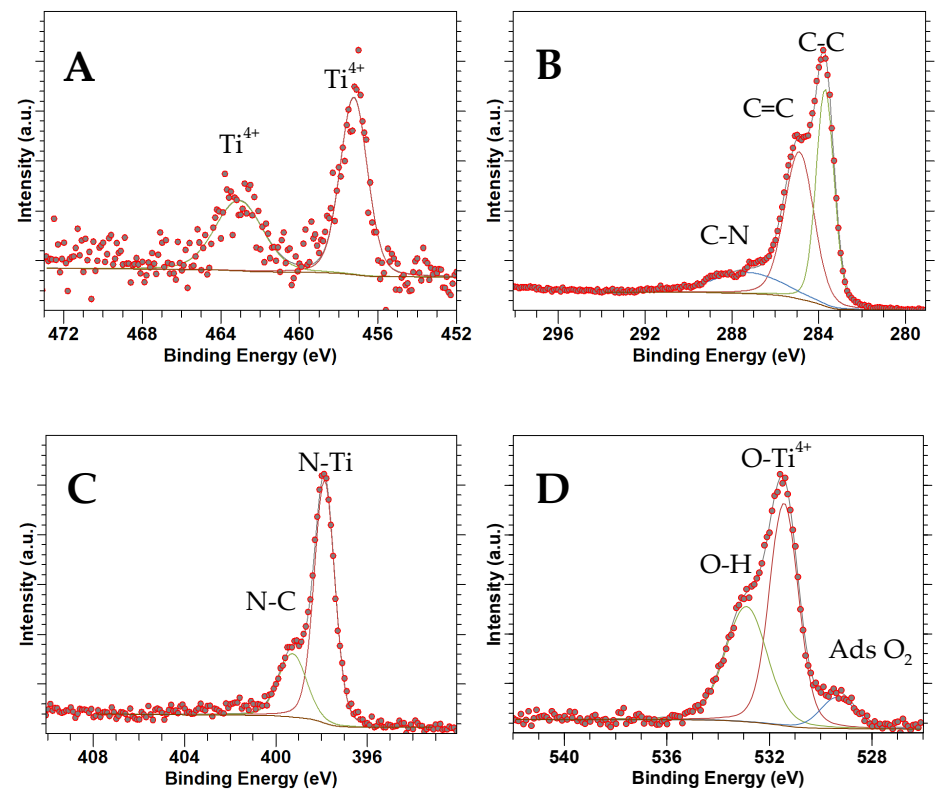 A
Ti⁴⁺
Ti⁴⁺
Intensity (a.u.)
472 468 464 460 456 452
Binding Energy (eV)
B
C-C
C=C
C-N
Intensity (a.u.)
296 292 288 284 280
Binding Energy (eV)
C
N-Ti
N-C
Intensity (a.u.)
408 404 400 396
Binding Energy (eV)
D
O-Ti⁴⁺
O-H
Ads O₂
Intensity (a.u.)
540 536 532 528
Binding Energy (eV)